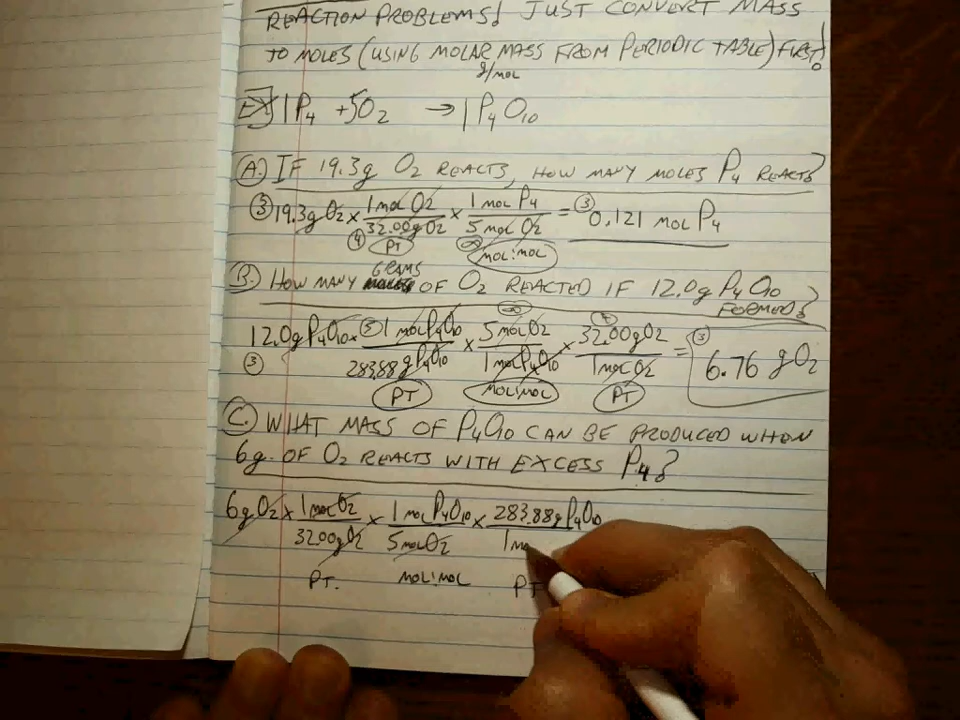 REACTION PROBLEMS! JUST CONVERT MASS
TO MOLES (USING MOLAR MASS FROM PERIODIC TABLE) FIRST!
g/MOL
EX 1P4 + 5O2 → 1P4O10
A. IF 19.3g O2 REACTS, HOW MANY MOLES P4 REACTS?
③ 19.3g O2 × 1 mol O2 / 32.00g O2 × 1 mol P4 / 5 mol O2 = ③ 0.121 MOL P4
④ PT ∞ MOL:MOL
B. HOW MANY GRAMS OF O2 REACTED IF 12.0g P4O10 FORMED?
12.0g P4O10 × ⑤ 1 mol P4O10 / 283.88 g P4O10 × ∞ 5 mol O2 / 1 mol P4O10 × ④ 32.00g O2 / 1 mol O2 = ③ 6.76 g O2
③ PT MOL:MOL PT
C. WHAT MASS OF P4O10 CAN BE PRODUCED WHEN
6g. OF O2 REACTS WITH EXCESS P4?
6g O2 × 1 mol O2 / 32.00g O2 × 1 mol P4O10 / 5 mol O2 × 283.88g P4O10 / 1 mo
PT. MOL:MOL PT